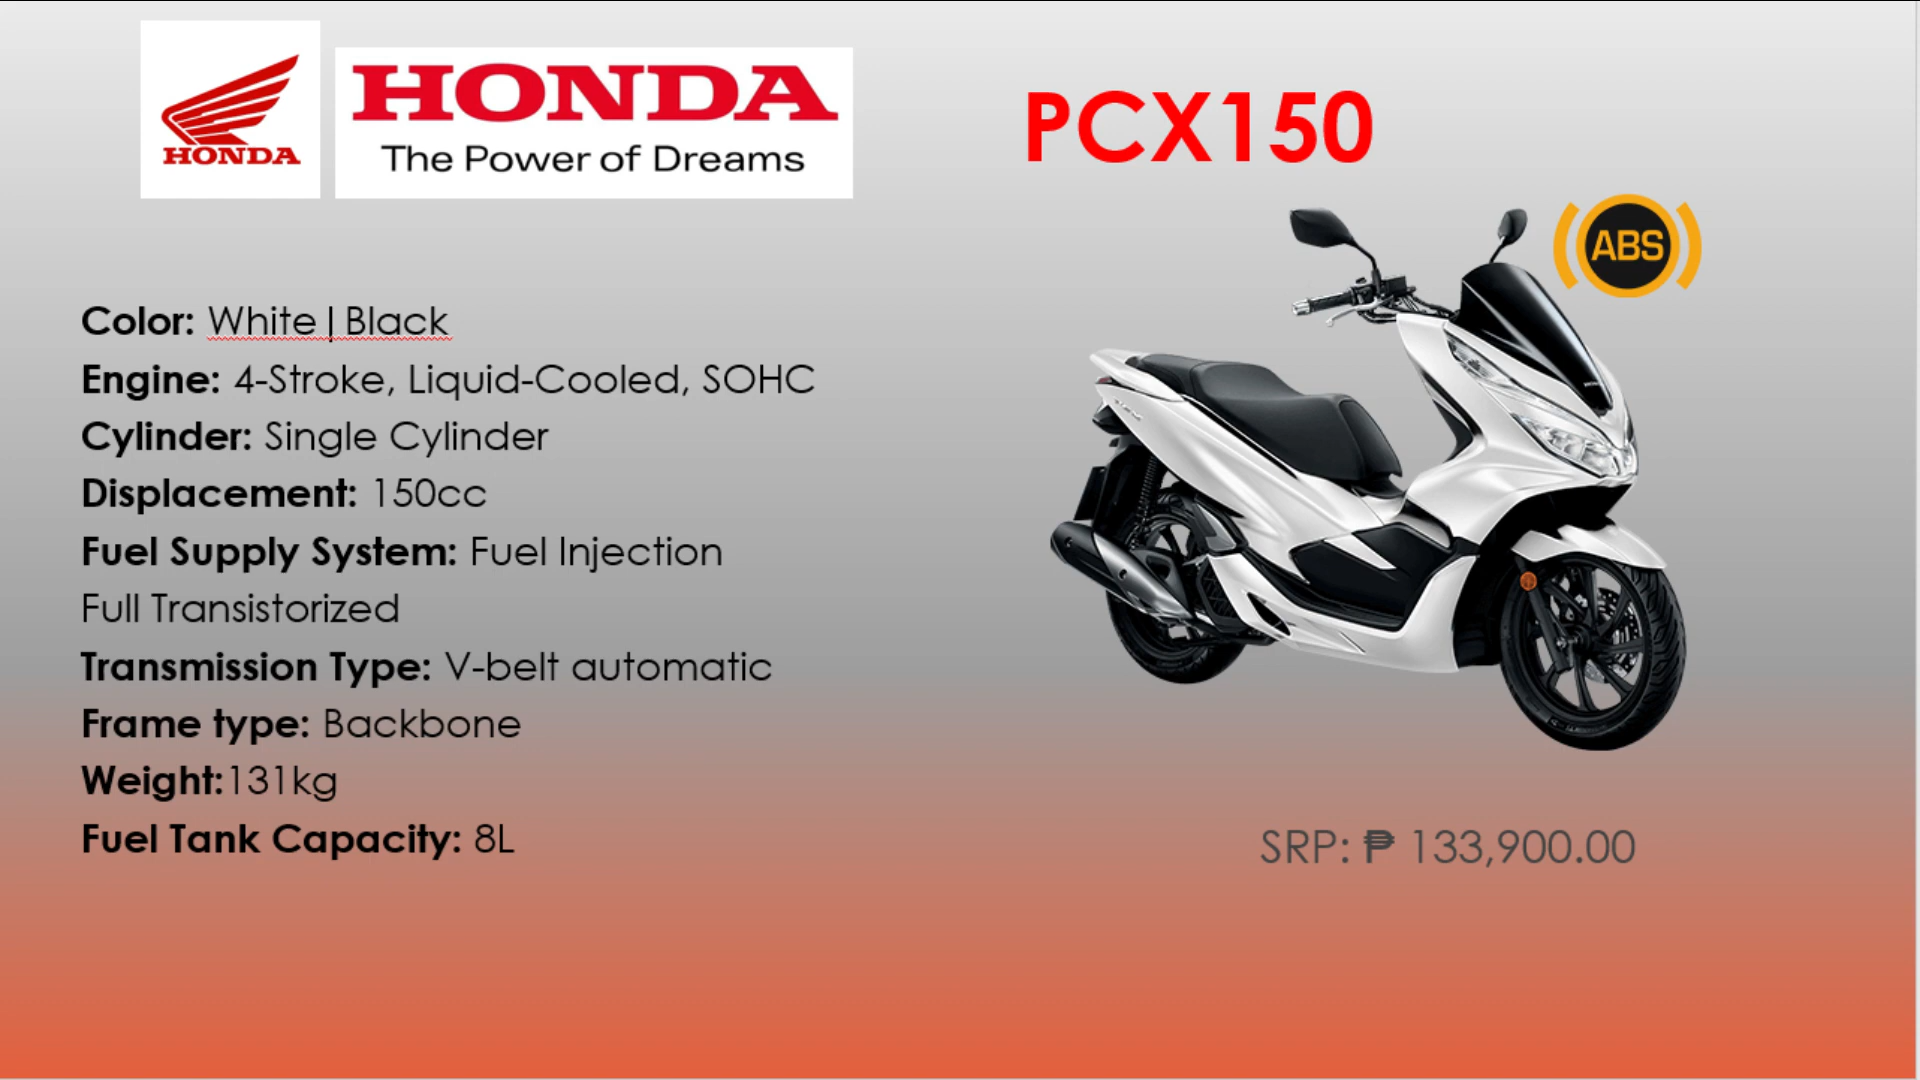 HONDA
HONDA
The Power of Dreams
PCX150
ABS
Color: White|Black
Engine: 4-Stroke, Liquid-Cooled, SOHC
Cylinder: Single Cylinder
Displacement: 150cc
Fuel Supply System: Fuel Injection
Full Transistorized
Transmission Type: V-belt automatic
Frame type: Backbone
Weight:131kg
Fuel Tank Capacity: 8L
SRP: ₱ 133,900.00